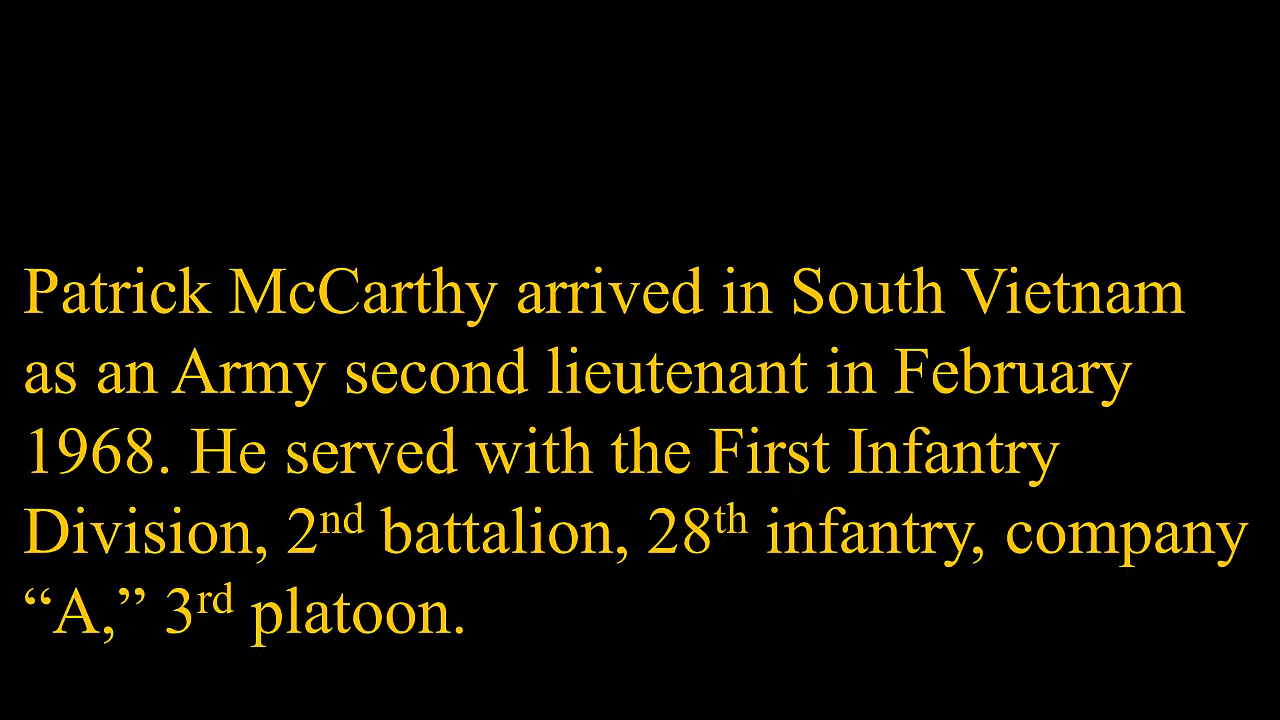 Patrick McCarthy arrived in South Vietnam
as an Army second lieutenant in February
1968. He served with the First Infantry
Division, 2nd battalion, 28th infantry, company
“A,” 3rd platoon.